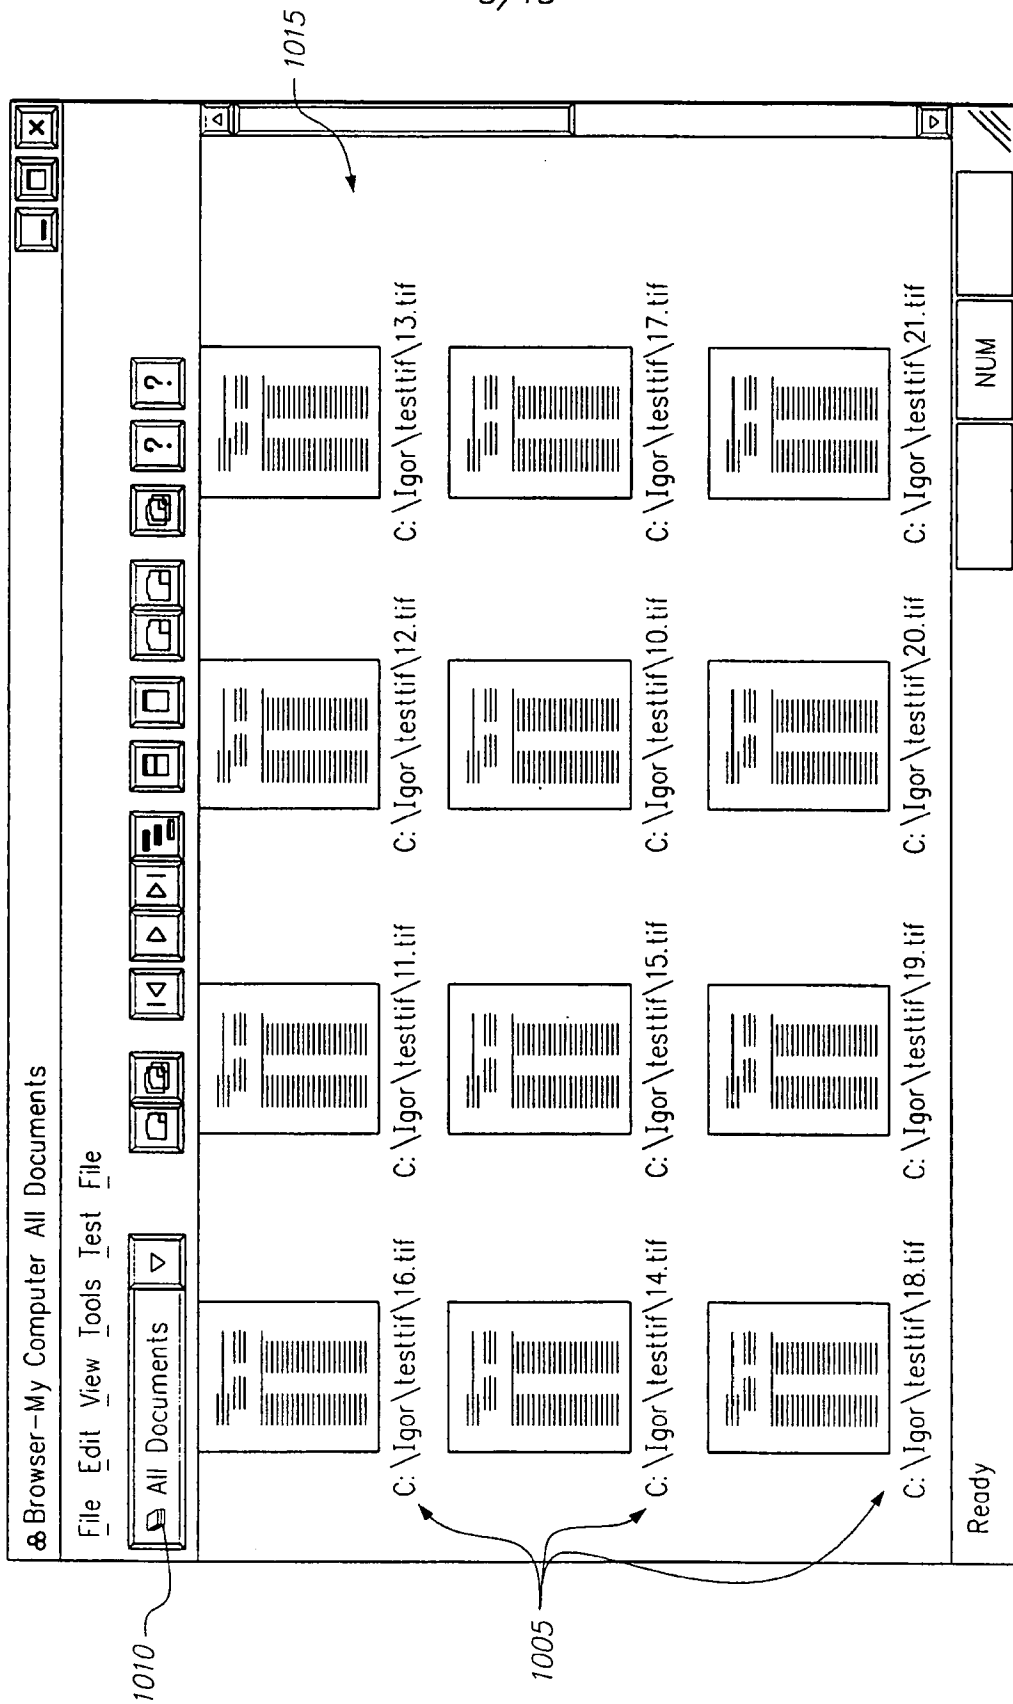 1015
Browser-My Computer All Documents
File Edit View Tools Test File
All Documents
? ?
1010
C: \Igor\testtif\16.tif C: \Igor\testtif\11.tif C: \Igor\testtif\12.tif C: \Igor\testtif\13.tif
C: \Igor\testtif\14.tif C: \Igor\testtif\15.tif C: \Igor\testtif\10.tif C: \Igor\testtif\17.tif
1005
C: \Igor\testtif\18.tif C: \Igor\testtif\19.tif C: \Igor\testtif\20.tif C: \Igor\testtif\21.tif
Ready NUM